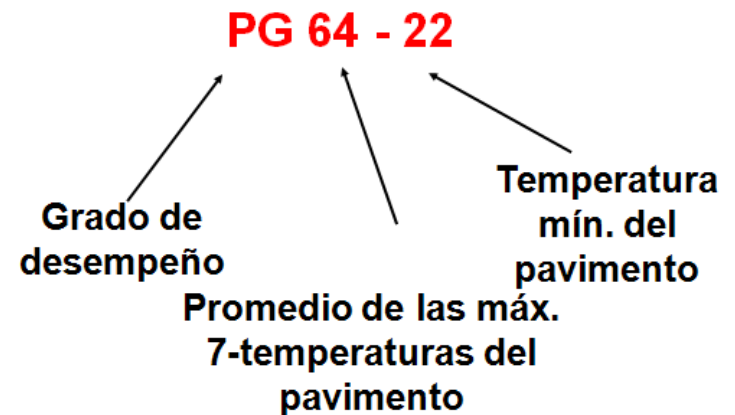 PG 64 - 22
Grado de
desempeño
Promedio de las máx.
7-temperaturas del
pavimento
Temperatura
mín. del
pavimento